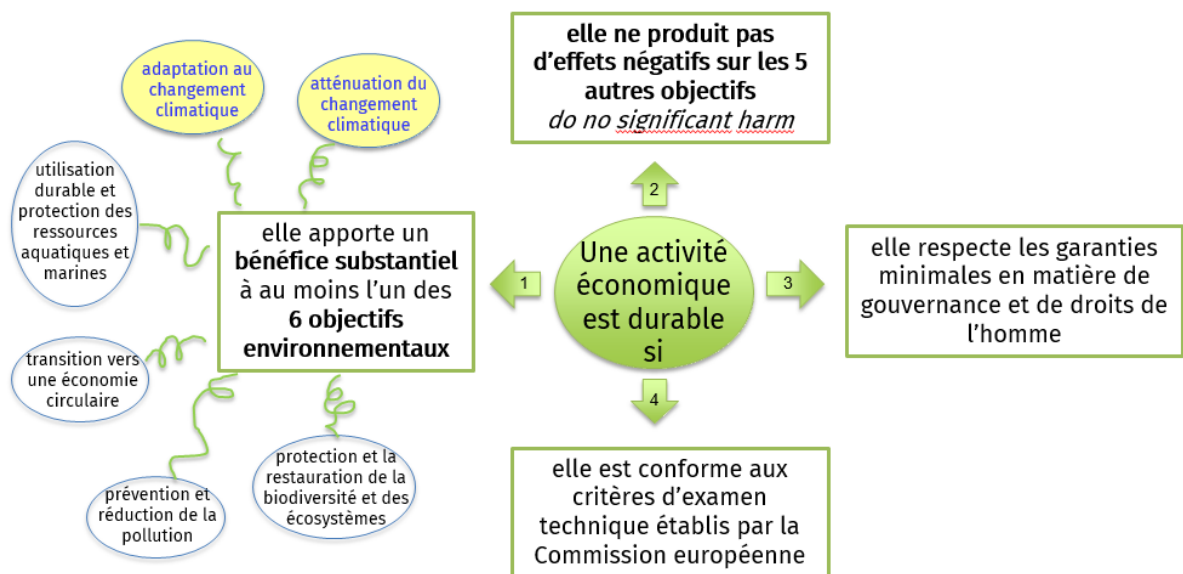 adaptation au
changement
climatique
atténuation du
changement
climatique
utilisation
durable et
protection des
ressources
aquatiques et
marines
transition vers
une économie
circulaire
prévention et
réduction de la
pollution
protection et la
restauration de la
biodiversité et des
écosystèmes
elle apporte un
bénéfice substantiel
à au moins l’un des
6 objectifs
environnementaux
1
Une activité
économique
est durable
si
2
elle ne produit pas
d’effets négatifs sur les 5
autres objectifs
do no significant harm
3
elle respecte les garanties
minimales en matière de
gouvernance et de droits de
l’homme
4
elle est conforme aux
critères d’examen
technique établis par la
Commission européenne